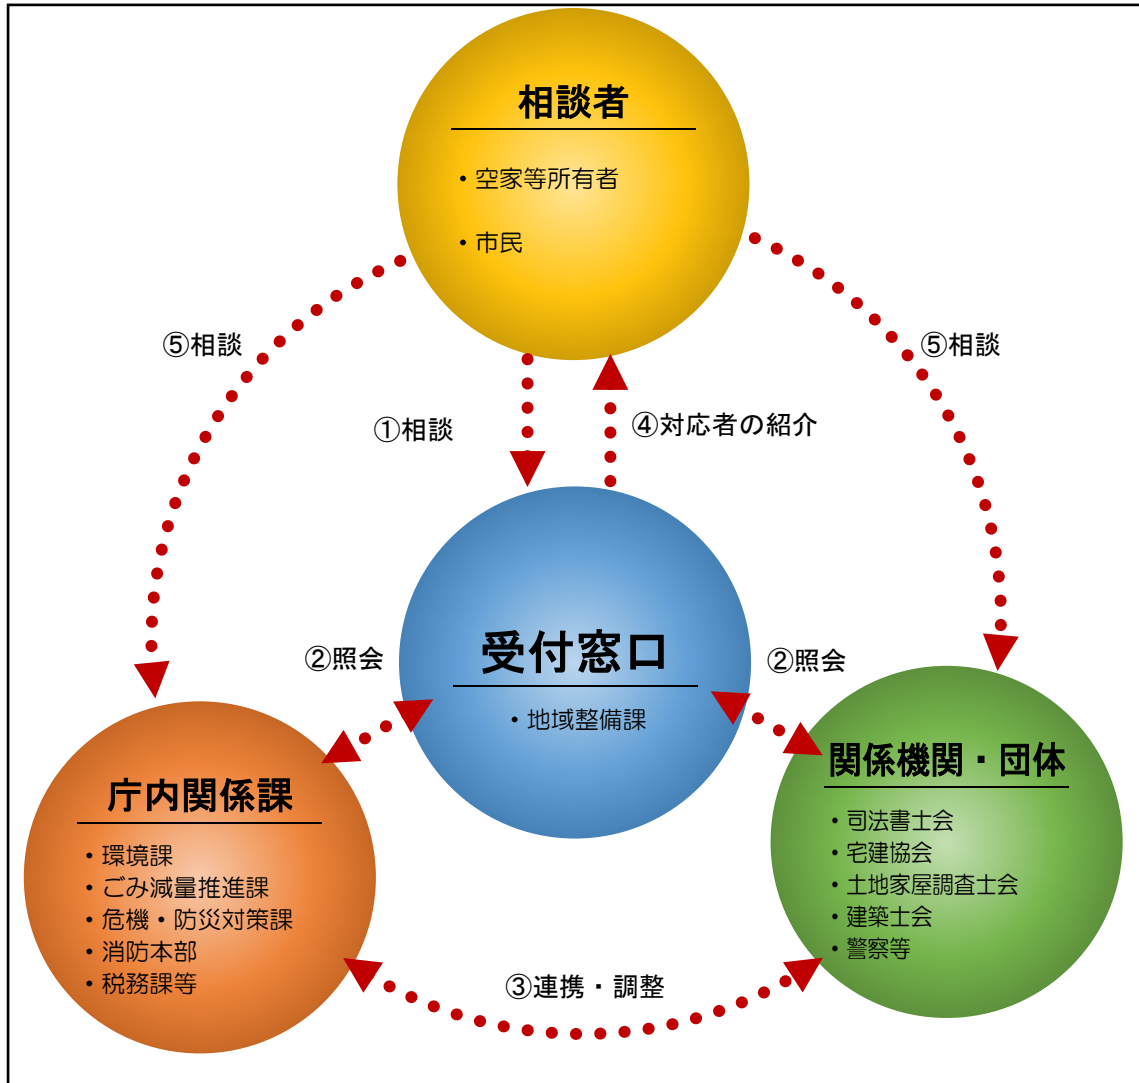 相談者
・空家等所有者
・市民
⑤相談
⑤相談
①相談
④対応者の紹介
受付窓口
・地域整備課
②照会
②照会
庁内関係課
・環境課
・ごみ減量推進課
・危機・防災対策課
・消防本部
・税務課等
関係機関・団体
・司法書士会
・宅建協会
・土地家屋調査士会
・建築士会
・警察等
③連携・調整